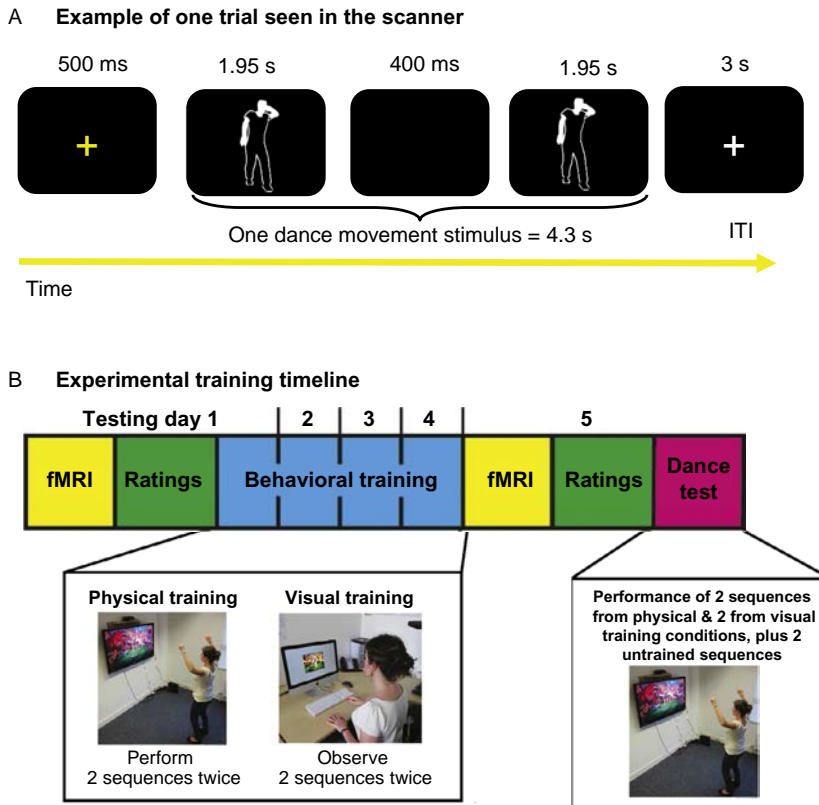 A Example of one trial seen in the scanner
500 ms 1.95 s 400 ms 1.95 s 3 s
One dance movement stimulus = 4.3 s
ITI
Time
B Experimental training timeline
Testing day 1 2 3 4 5
fMRI Ratings Behavioral training fMRI Ratings Dance
test
Physical training Visual training
Perform
2 sequences twice
Observe
2 sequences twice
Performance of 2 sequences
from physical & 2 from visual
training conditions, plus 2
untrained sequences